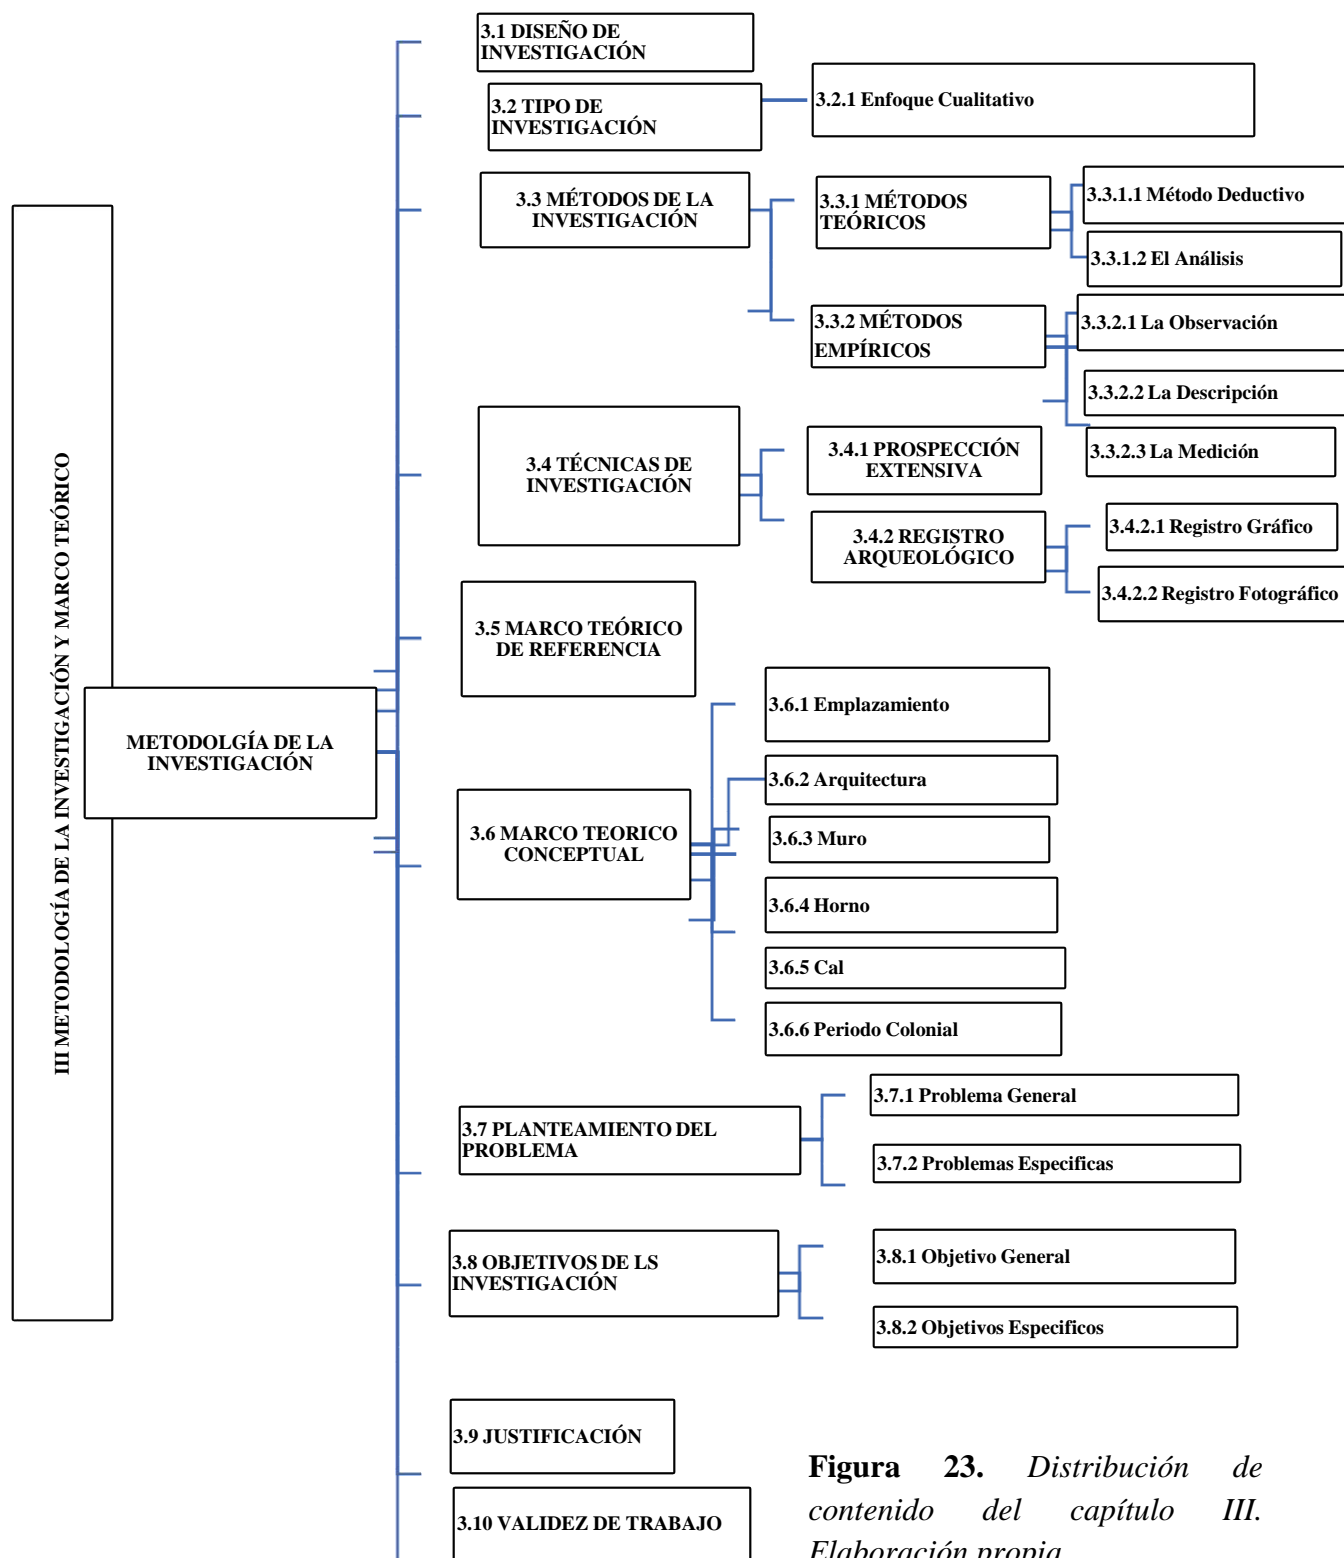 III METODOLOGÍA DE LA INVESTIGACIÓN Y MARCO TEÓRICO
METODOLGÍA DE LA
INVESTIGACIÓN
3.1 DISEÑO DE
INVESTIGACIÓN
3.2 TIPO DE
INVESTIGACIÓN
3.2.1 Enfoque Cualitativo
3.3 MÉTODOS DE LA
INVESTIGACIÓN
3.3.1 MÉTODOS
TEÓRICOS
3.3.1.1 Método Deductivo
3.3.1.2 El Análisis
3.3.2 MÉTODOS
EMPÍRICOS
3.3.2.1 La Observación
3.3.2.2 La Descripción
3.3.2.3 La Medición
3.4 TÉCNICAS DE
INVESTIGACIÓN
3.4.1 PROSPECCIÓN
EXTENSIVA
3.4.2 REGISTRO
ARQUEOLÓGICO
3.4.2.1 Registro Gráfico
3.4.2.2 Registro Fotográfico
3.5 MARCO TEÓRICO
DE REFERENCIA
3.6 MARCO TEORICO
CONCEPTUAL
3.6.1 Emplazamiento
3.6.2 Arquitectura
3.6.3 Muro
3.6.4 Horno
3.6.5 Cal
3.6.6 Periodo Colonial
3.7 PLANTEAMIENTO DEL
PROBLEMA
3.7.1 Problema General
3.7.2 Problemas Especificas
3.8 OBJETIVOS DE LS
INVESTIGACIÓN
3.8.1 Objetivo General
3.8.2 Objetivos Especificos
3.9 JUSTIFICACIÓN
3.10 VALIDEZ DE TRABAJO
Figura 23. Distribución de
contenido del capítulo III.
Elaboración propia